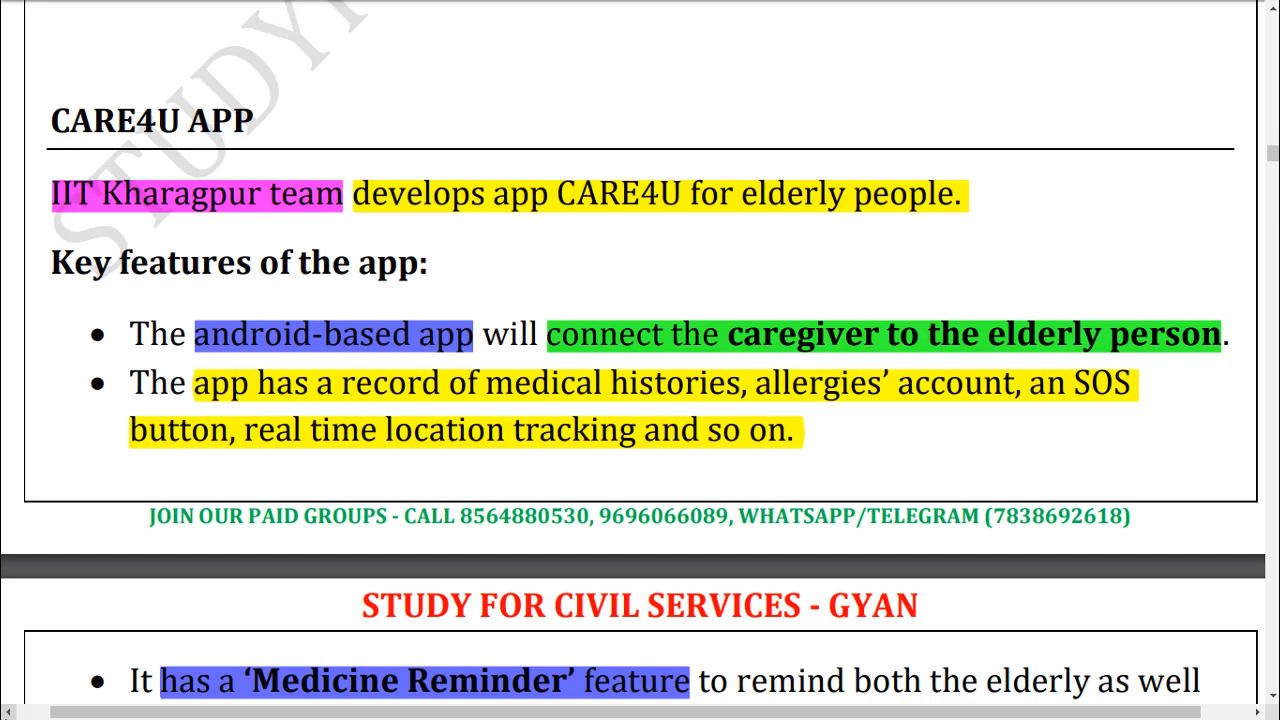 CARE4U APP
IIT Kharagpur team develops app CARE4U for elderly people.
Key features of the app:
• The android-based app will connect the caregiver to the elderly person.
• The app has a record of medical histories, allergies’ account, an SOS
button, real time location tracking and so on.
JOIN OUR PAID GROUPS - CALL 8564880530, 9696066089, WHATSAPP/TELEGRAM (7838692618)
STUDY FOR CIVIL SERVICES - GYAN
• It has a ‘Medicine Reminder’ feature to remind both the elderly as well